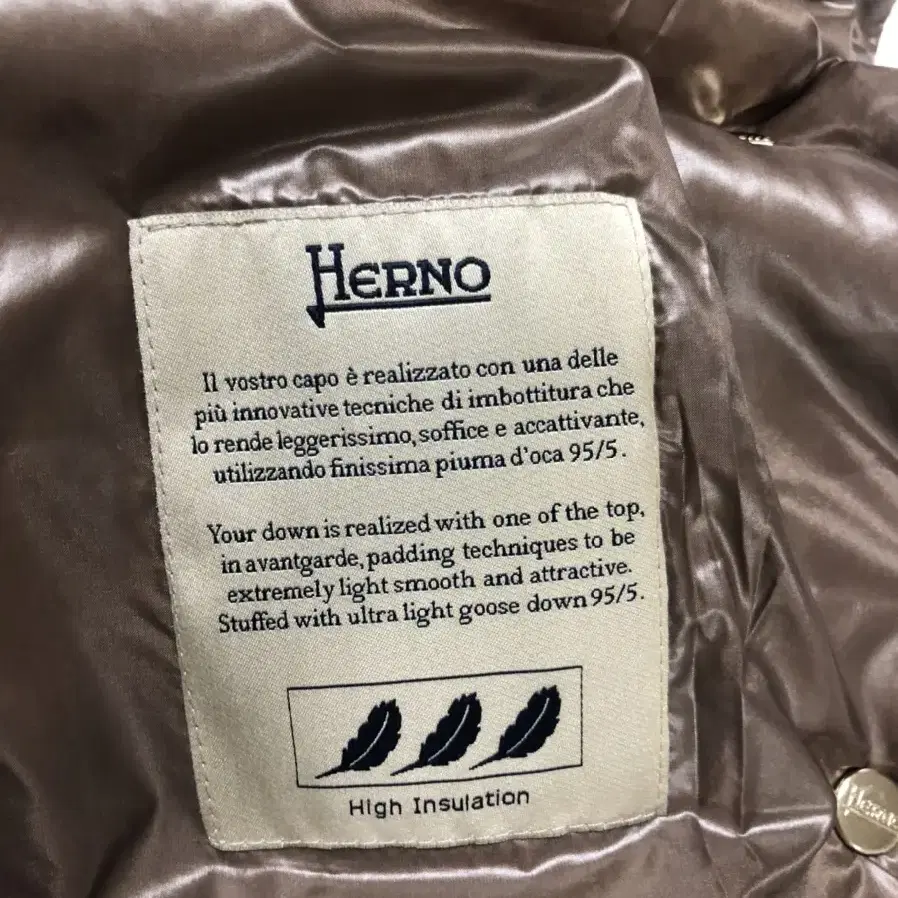 HERNO
Il vostro capo è realizzato con una delle
più innovative tecniche di imbottitura che
lo rende leggerissimo, soffice e accattivante,
utilizzando finissima piuma d'oca 95/5.
Your down is realized with one of the top,
in avantgarde, padding techniques to be
extremely light smooth and attractive.
Stuffed with ultra light goose down 95/5.
High Insulation
HERNO